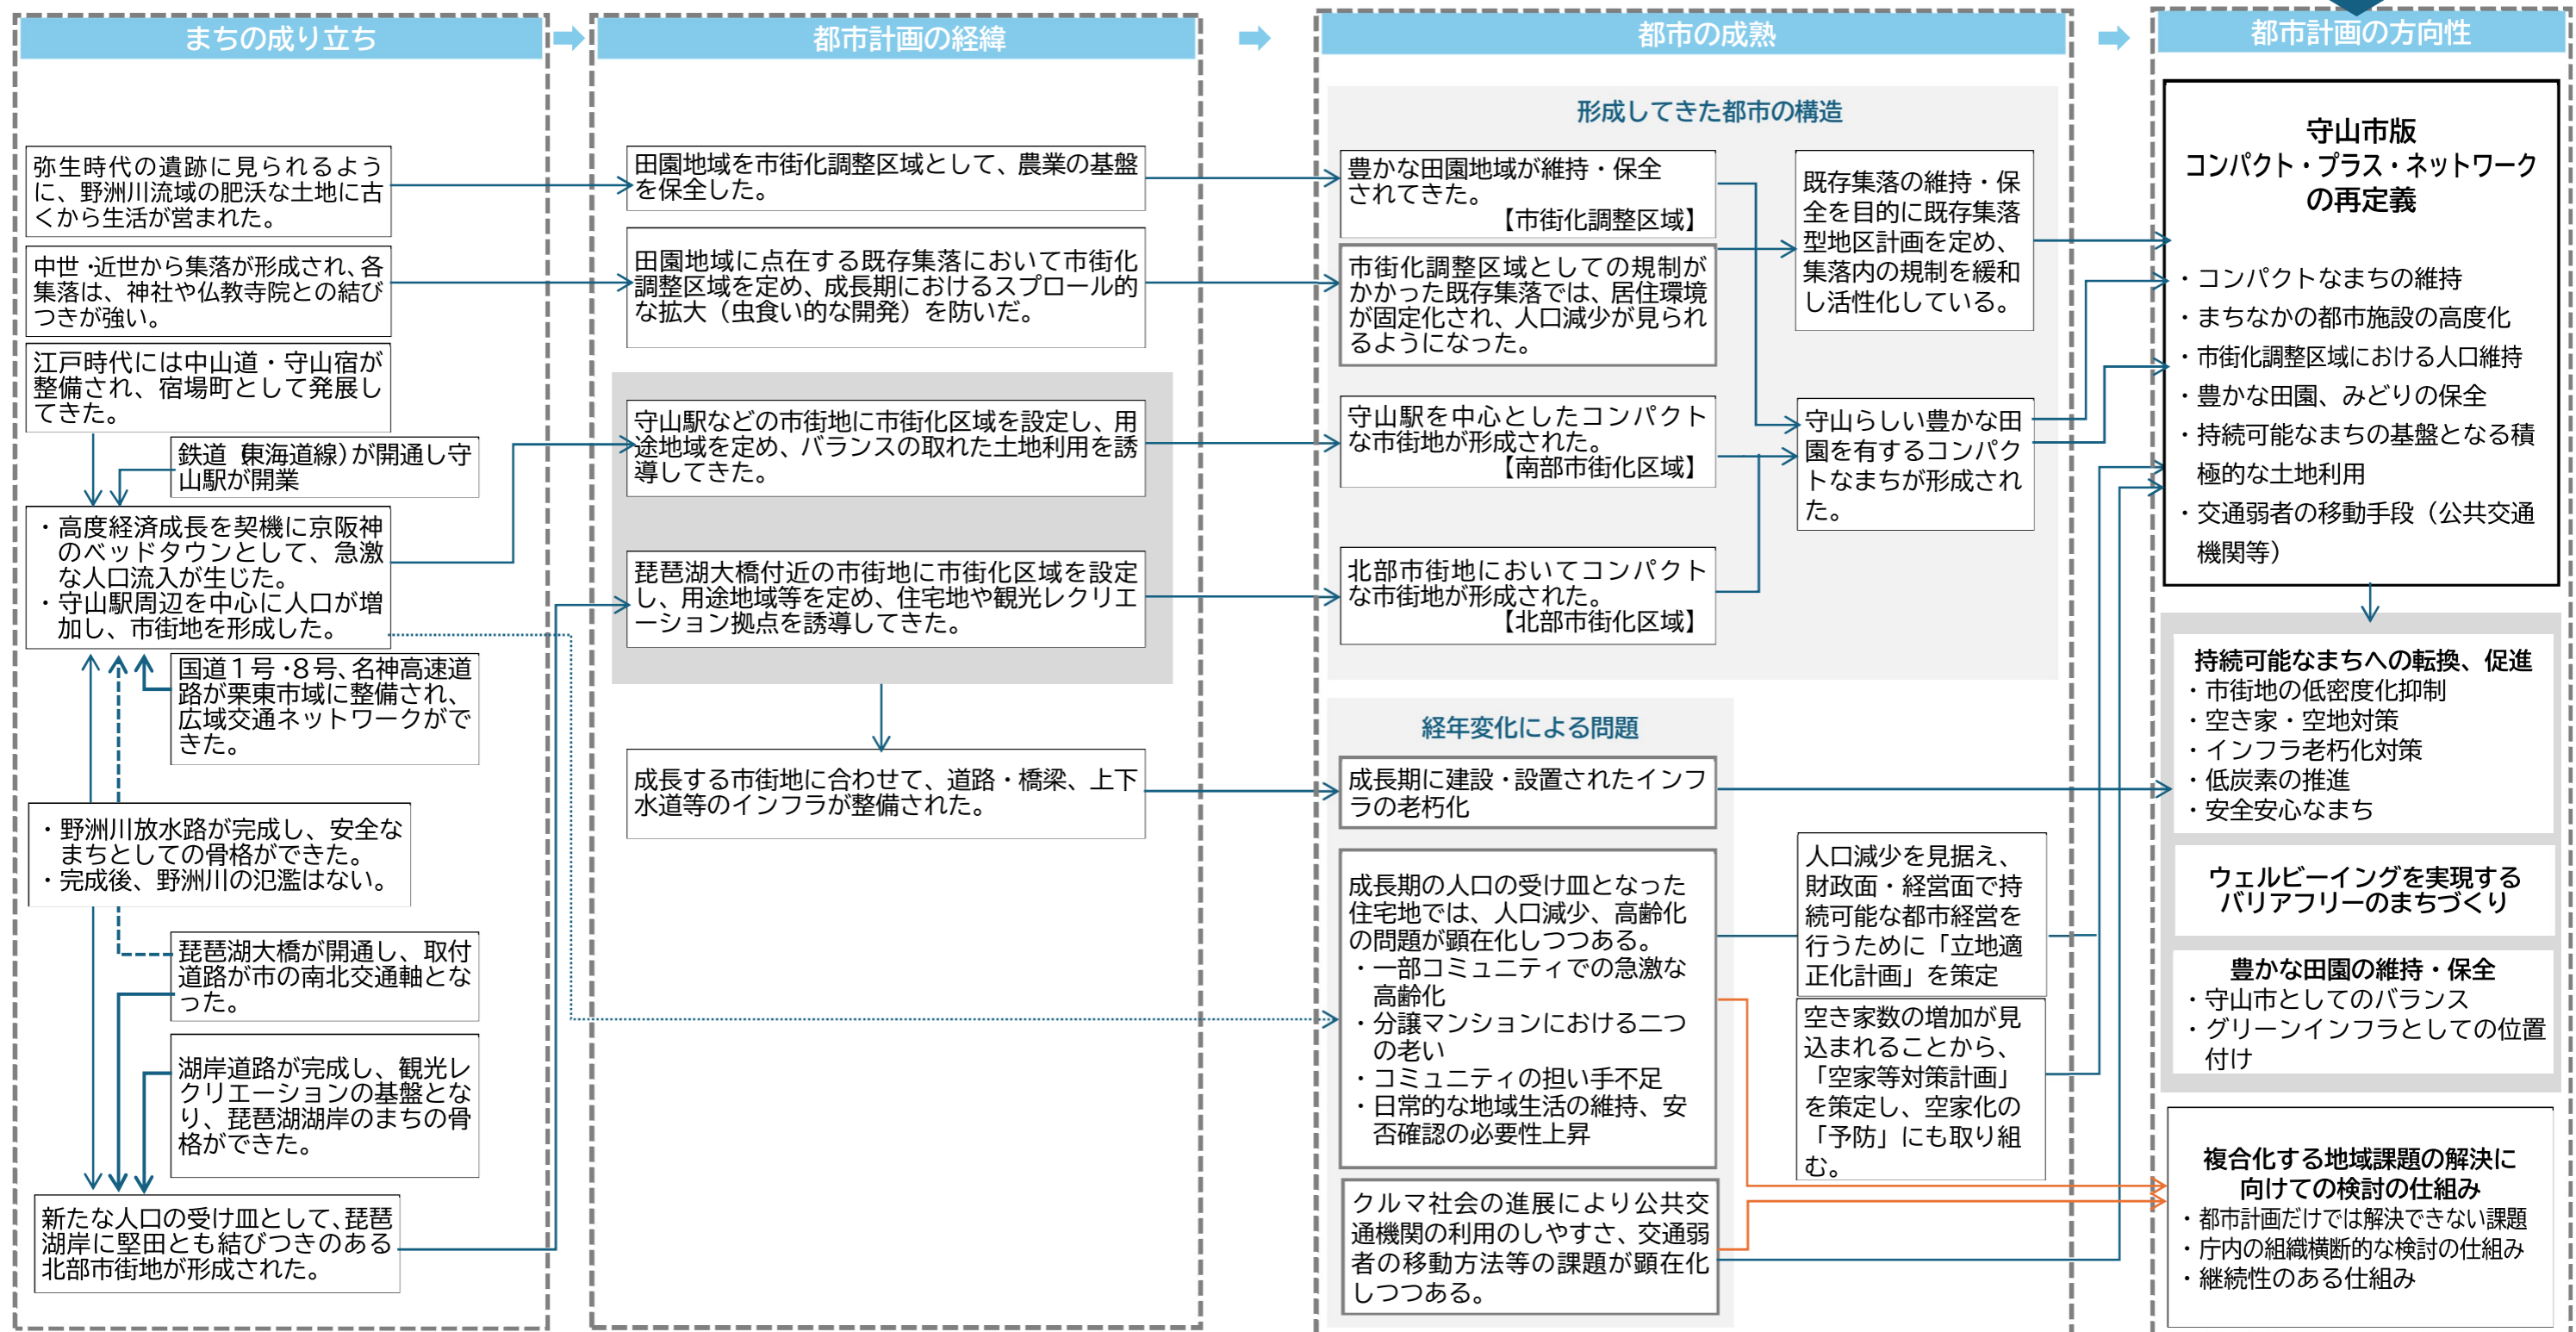 まちの成り立ち
弥生時代の遺跡に見られるよう
に、野洲川流域の肥沃な土地に古
くから生活が営まれた。
中世・近世から集落が形成され、各
集落は、神社や仏教寺院との結び
つきが強い。
江戸時代には中山道・守山宿が
整備され、宿場町として発展し
てきた。
鉄道（東海道線）が開通し守
山駅が開業
・高度経済成長を契機に京阪神
のベッドタウンとして、急激
な人口流入が生じた。
・守山駅周辺を中心に人口が増
加し、市街地を形成した。
国道１号・８号、名神高速道
路が栗東市域に整備され、
広域交通ネットワークがで
きた。
・野洲川放水路が完成し、安全な
まちとしての骨格ができた。
・完成後、野洲川の氾濫はない。
琵琶湖大橋が開通し、取付
道路が市の南北交通軸とな
った。
湖岸道路が完成し、観光レ
クリエーションの基盤とな
り、琵琶湖湖岸のまちの骨
格ができた。
新たな人口の受け皿として、琵琶
湖岸に堅田とも結びつきのある
北部市街地が形成された。
都市計画の経緯
田園地域を市街化調整区域として、農業の基盤
を保全した。
田園地域に点在する既存集落において市街化
調整区域を定め、成長期におけるスプロール的
な拡大（虫食い的な開発）を防いだ。
守山駅などの市街地に市街化区域を設定し、用
途地域を定め、バランスの取れた土地利用を誘
導してきた。
琵琶湖大橋付近の市街地に市街化区域を設定
し、用途地域等を定め、住宅地や観光レクリエ
ーション拠点を誘導してきた。
成長する市街地に合わせて、道路・橋梁、上下
水道等のインフラが整備された。
都市の成熟
形成してきた都市の構造
豊かな田園地域が維持・保全
されてきた。
【市街化調整区域】
市街化調整区域としての規制が
かかった既存集落では、居住環境
が固定化され、人口減少が見られ
るようになった。
守山駅を中心としたコンパクト
な市街地が形成された。
【南部市街化区域】
北部市街地においてコンパクト
な市街地が形成された。
【北部市街化区域】
既存集落の維持・保
全を目的に既存集落
型地区計画を定め、
集落内の規制を緩和
し活性化している。
守山らしい豊かな田
園を有するコンパク
トなまちが形成され
た。
経年変化による問題
成長期に建設・設置されたインフ
ラの老朽化
成長期の人口の受け皿となった
住宅地では、人口減少、高齢化
の問題が顕在化しつつある。
・一部コミュニティでの急激な
高齢化
・分譲マンションにおける二つ
の老い
・コミュニティの担い手不足
・日常的な地域生活の維持、安
否確認の必要性上昇
クルマ社会の進展により公共交
通機関の利用のしやすさ、交通弱
者の移動方法等の課題が顕在化
しつつある。
人口減少を見据え、
財政面・経営面で持
続可能な都市経営を
行うために「立地適
正化計画」を策定
空き家数の増加が見
込まれることから、
「空家等対策計画」
を策定し、空家化の
「予防」にも取り組
む。
都市計画の方向性
守山市版
コンパクト・プラス・ネットワーク
の再定義
・コンパクトなまちの維持
・まちなかの都市施設の高度化
・市街化調整区域における人口維持
・豊かな田園、みどりの保全
・持続可能なまちの基盤となる積
極的な土地利用
・交通弱者の移動手段（公共交通
機関等）
持続可能なまちへの転換、促進
・市街地の低密度化抑制
・空き家・空地対策
・インフラ老朽化対策
・低炭素の推進
・安全安心なまち
ウェルビーイングを実現する
バリアフリーのまちづくり
豊かな田園の維持・保全
・守山市としてのバランス
・グリーンインフラとしての位置
付け
複合化する地域課題の解決に
向けての検討の仕組み
・都市計画だけでは解決できない課題
・庁内の組織横断的な検討の仕組み
・継続性のある仕組み